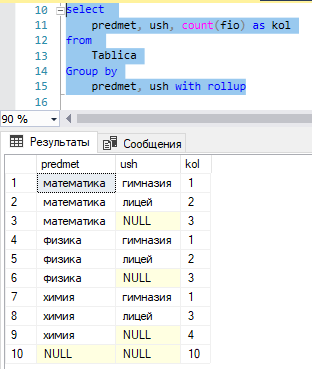 10 select
11 predmet, ush, count(fio) as kol
12 from
13 Tablica
14 Group by
15 predmet, ush with rollup
16
90 %
Результаты Сообщения
predmet ush kol
1 математика гимназия 1
2 математика лицей 2
3 математика NULL 3
4 физика гимназия 1
5 физика лицей 2
6 физика NULL 3
7 химия гимназия 1
8 химия лицей 3
9 химия NULL 4
10 NULL NULL 10